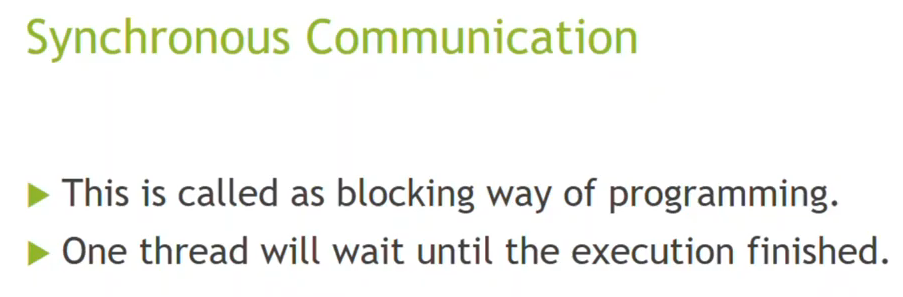 Synchronous Communication
This is called as blocking way of programming.
One thread will wait until the execution finished.